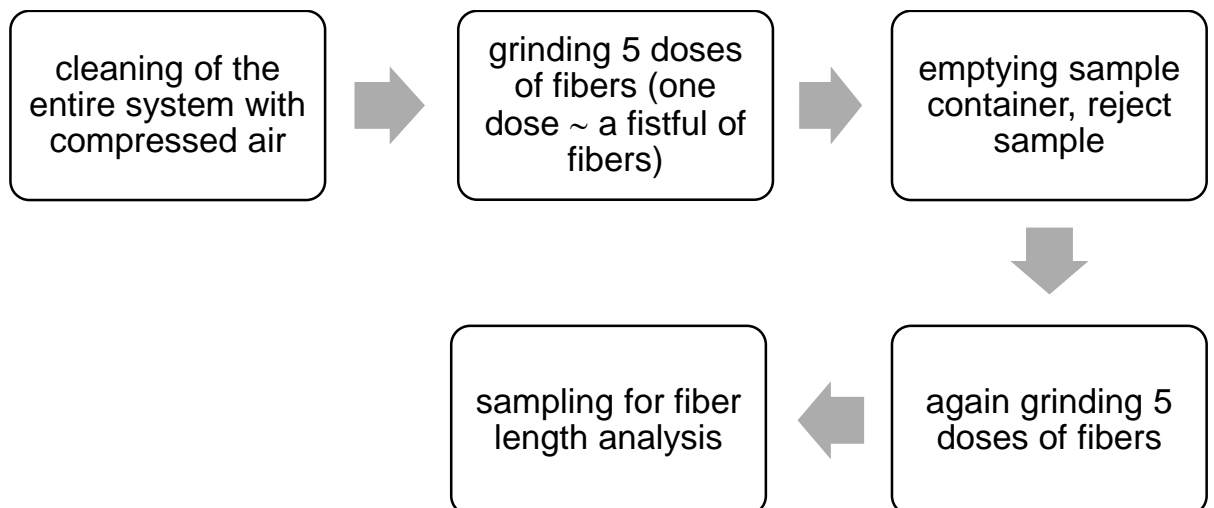 cleaning of the
entire system with
compressed air
grinding 5 doses
of fibers (one
dose ~ a fistful of
fibers)
emptying sample
container, reject
sample
again grinding 5
doses of fibers
sampling for fiber
length analysis